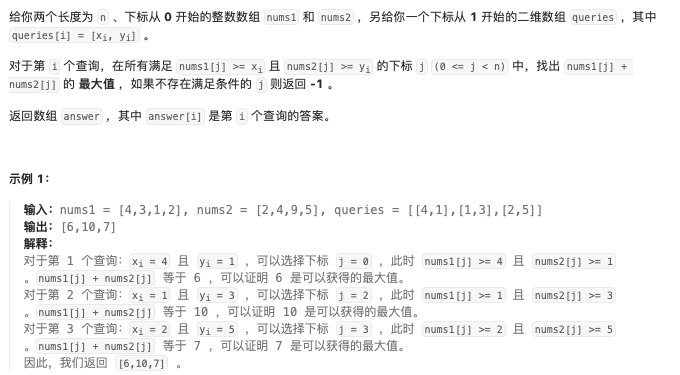 给你两个长度为 n 、下标从 0 开始的整数数组 nums1 和 nums2 ，另给你一个下标从 1 开始的二维数组 queries ，其中
queries[i] = [xi, yi] 。
对于第 i 个查询，在所有满足 nums1[j] >= xi 且 nums2[j] >= yi 的下标 j (0 <= j < n) 中，找出 nums1[j] +
nums2[j] 的 最大值 ，如果不存在满足条件的 j 则返回 -1 。
返回数组 answer ，其中 answer[i] 是第 i 个查询的答案。
示例 1：
输入：nums1 = [4,3,1,2], nums2 = [2,4,9,5], queries = [[4,1],[1,3],[2,5]]
输出：[6,10,7]
解释：
对于第 1 个查询：xi = 4 且 yi = 1 ，可以选择下标 j = 0 ，此时 nums1[j] >= 4 且 nums2[j] >= 1
。nums1[j] + nums2[j] 等于 6 ，可以证明 6 是可以获得的最大值。
对于第 2 个查询：xi = 1 且 yi = 3 ，可以选择下标 j = 2 ，此时 nums1[j] >= 1 且 nums2[j] >= 3
。nums1[j] + nums2[j] 等于 10 ，可以证明 10 是可以获得的最大值。
对于第 3 个查询：xi = 2 且 yi = 5 ，可以选择下标 j = 3 ，此时 nums1[j] >= 2 且 nums2[j] >= 5
。nums1[j] + nums2[j] 等于 7 ，可以证明 7 是可以获得的最大值。
因此，我们返回 [6,10,7] 。